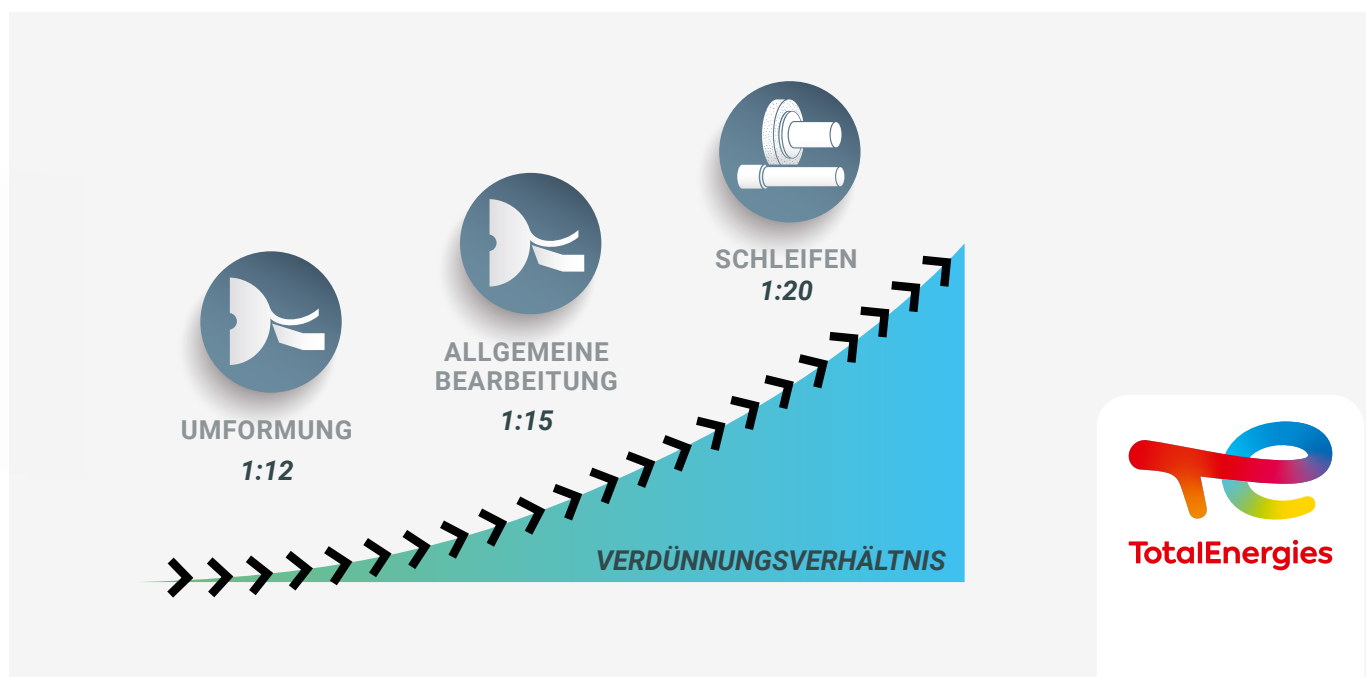 SCHLEIFEN
1:20
ALLGEMEINE
BEARBEITUNG
1:15
UMFORMUNG
1:12
VERDÜNNUNGSVERHÄLTNIS
TotalEnergies